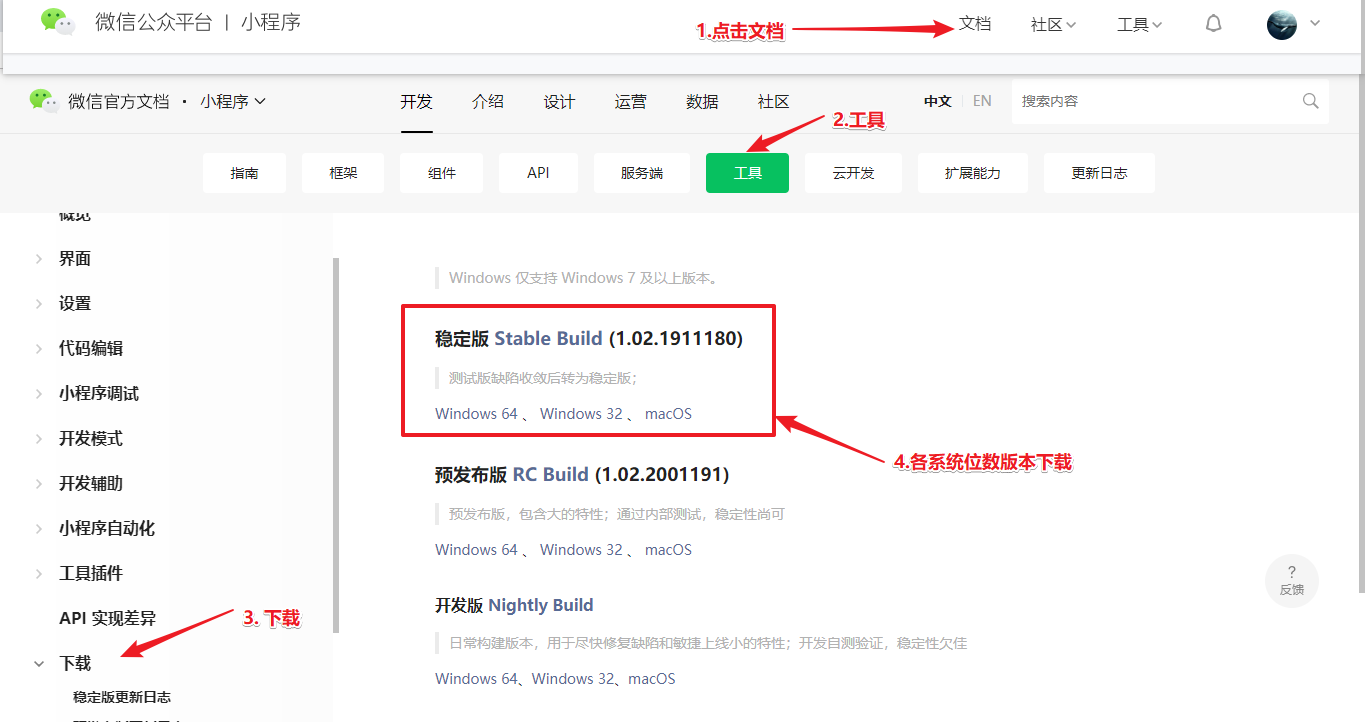 微信公众平台 | 小程序
1.点击文档
文档
社区
工具
微信官方文档 · 小程序
开发
介绍
设计
运营
数据
社区
中文
EN
搜索内容
2.工具
指南
框架
组件
API
服务端
工具
云开发
扩展能力
更新日志
概览
界面
设置
代码编辑
小程序调试
开发模式
开发辅助
小程序自动化
工具插件
API 实现差异
3. 下载
下载
稳定版更新日志
Windows 仅支持 Windows 7 及以上版本。
稳定版 Stable Build (1.02.1911180)
测试版缺陷收敛后转为稳定版；
Windows 64 、 Windows 32 、 macOS
4.各系统位数版本下载
预发布版 RC Build (1.02.2001191)
预发布版，包含大的特性；通过内部测试，稳定性尚可
Windows 64 、 Windows 32 、 macOS
开发版 Nightly Build
日常构建版本，用于尽快修复缺陷和敏捷上线小的特性；开发自测验证，稳定性欠佳
Windows 64、Windows 32、macOS
?
反馈